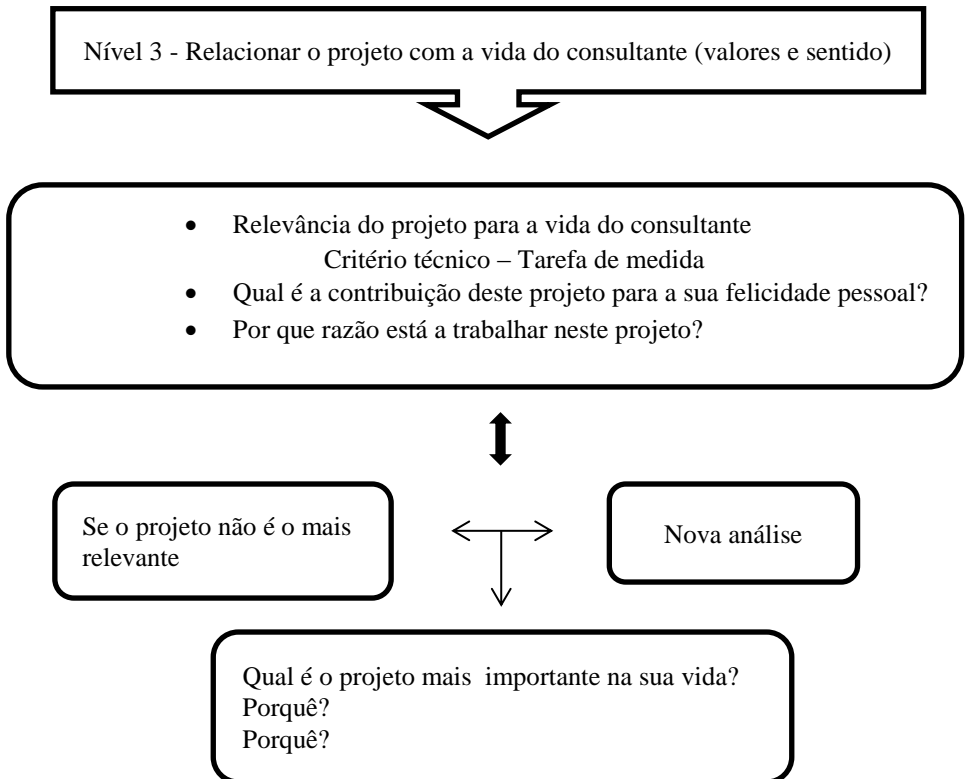 Nível 3 - Relacionar o projeto com a vida do consultante (valores e sentido)
• Relevância do projeto para a vida do consultante
Critério técnico – Tarefa de medida
• Qual é a contribuição deste projeto para a sua felicidade pessoal?
• Por que razão está a trabalhar neste projeto?
Se o projeto não é o mais
relevante
Nova análise
Qual é o projeto mais importante na sua vida?
Porquê?
Porquê?